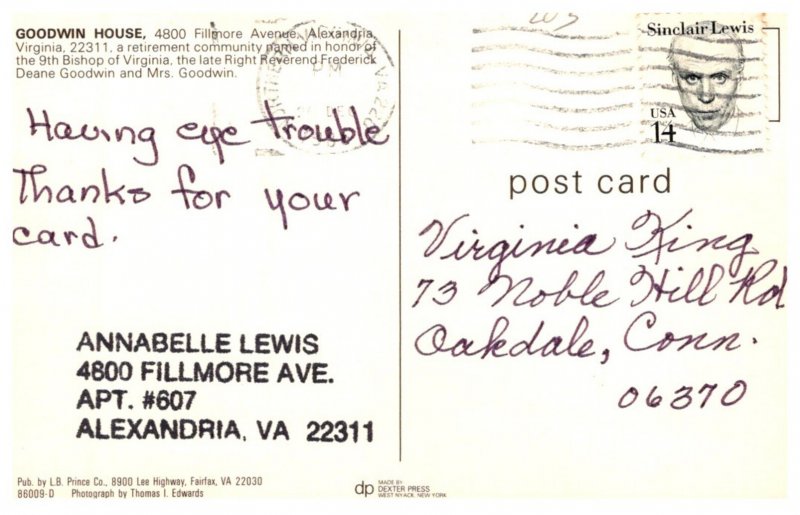 GOODWIN HOUSE, 4800 Fillmore Avenue, Alexandria,
Virginia, 22311, a retirement community named in honor of
the 9th Bishop of Virginia, the late Right Reverend Frederick
Deane Goodwin and Mrs. Goodwin.
Having eye trouble
Thanks for your
card.
ANNABELLE LEWIS
4800 FILLMORE AVE.
APT. #607
ALEXANDRIA, VA 22311
Pub. by L.B. Prince Co., 8900 Lee Highway, Fairfax, VA 22030
86009-D Photograph by Thomas I. Edwards
dp MADE BY
DEXTER PRESS
WEST NYACK, NEW YORK
PM
Sinclair Lewis
USA
14
post card
Virginia King
73 Noble Hill Rd
Oakdale, Conn.
06370